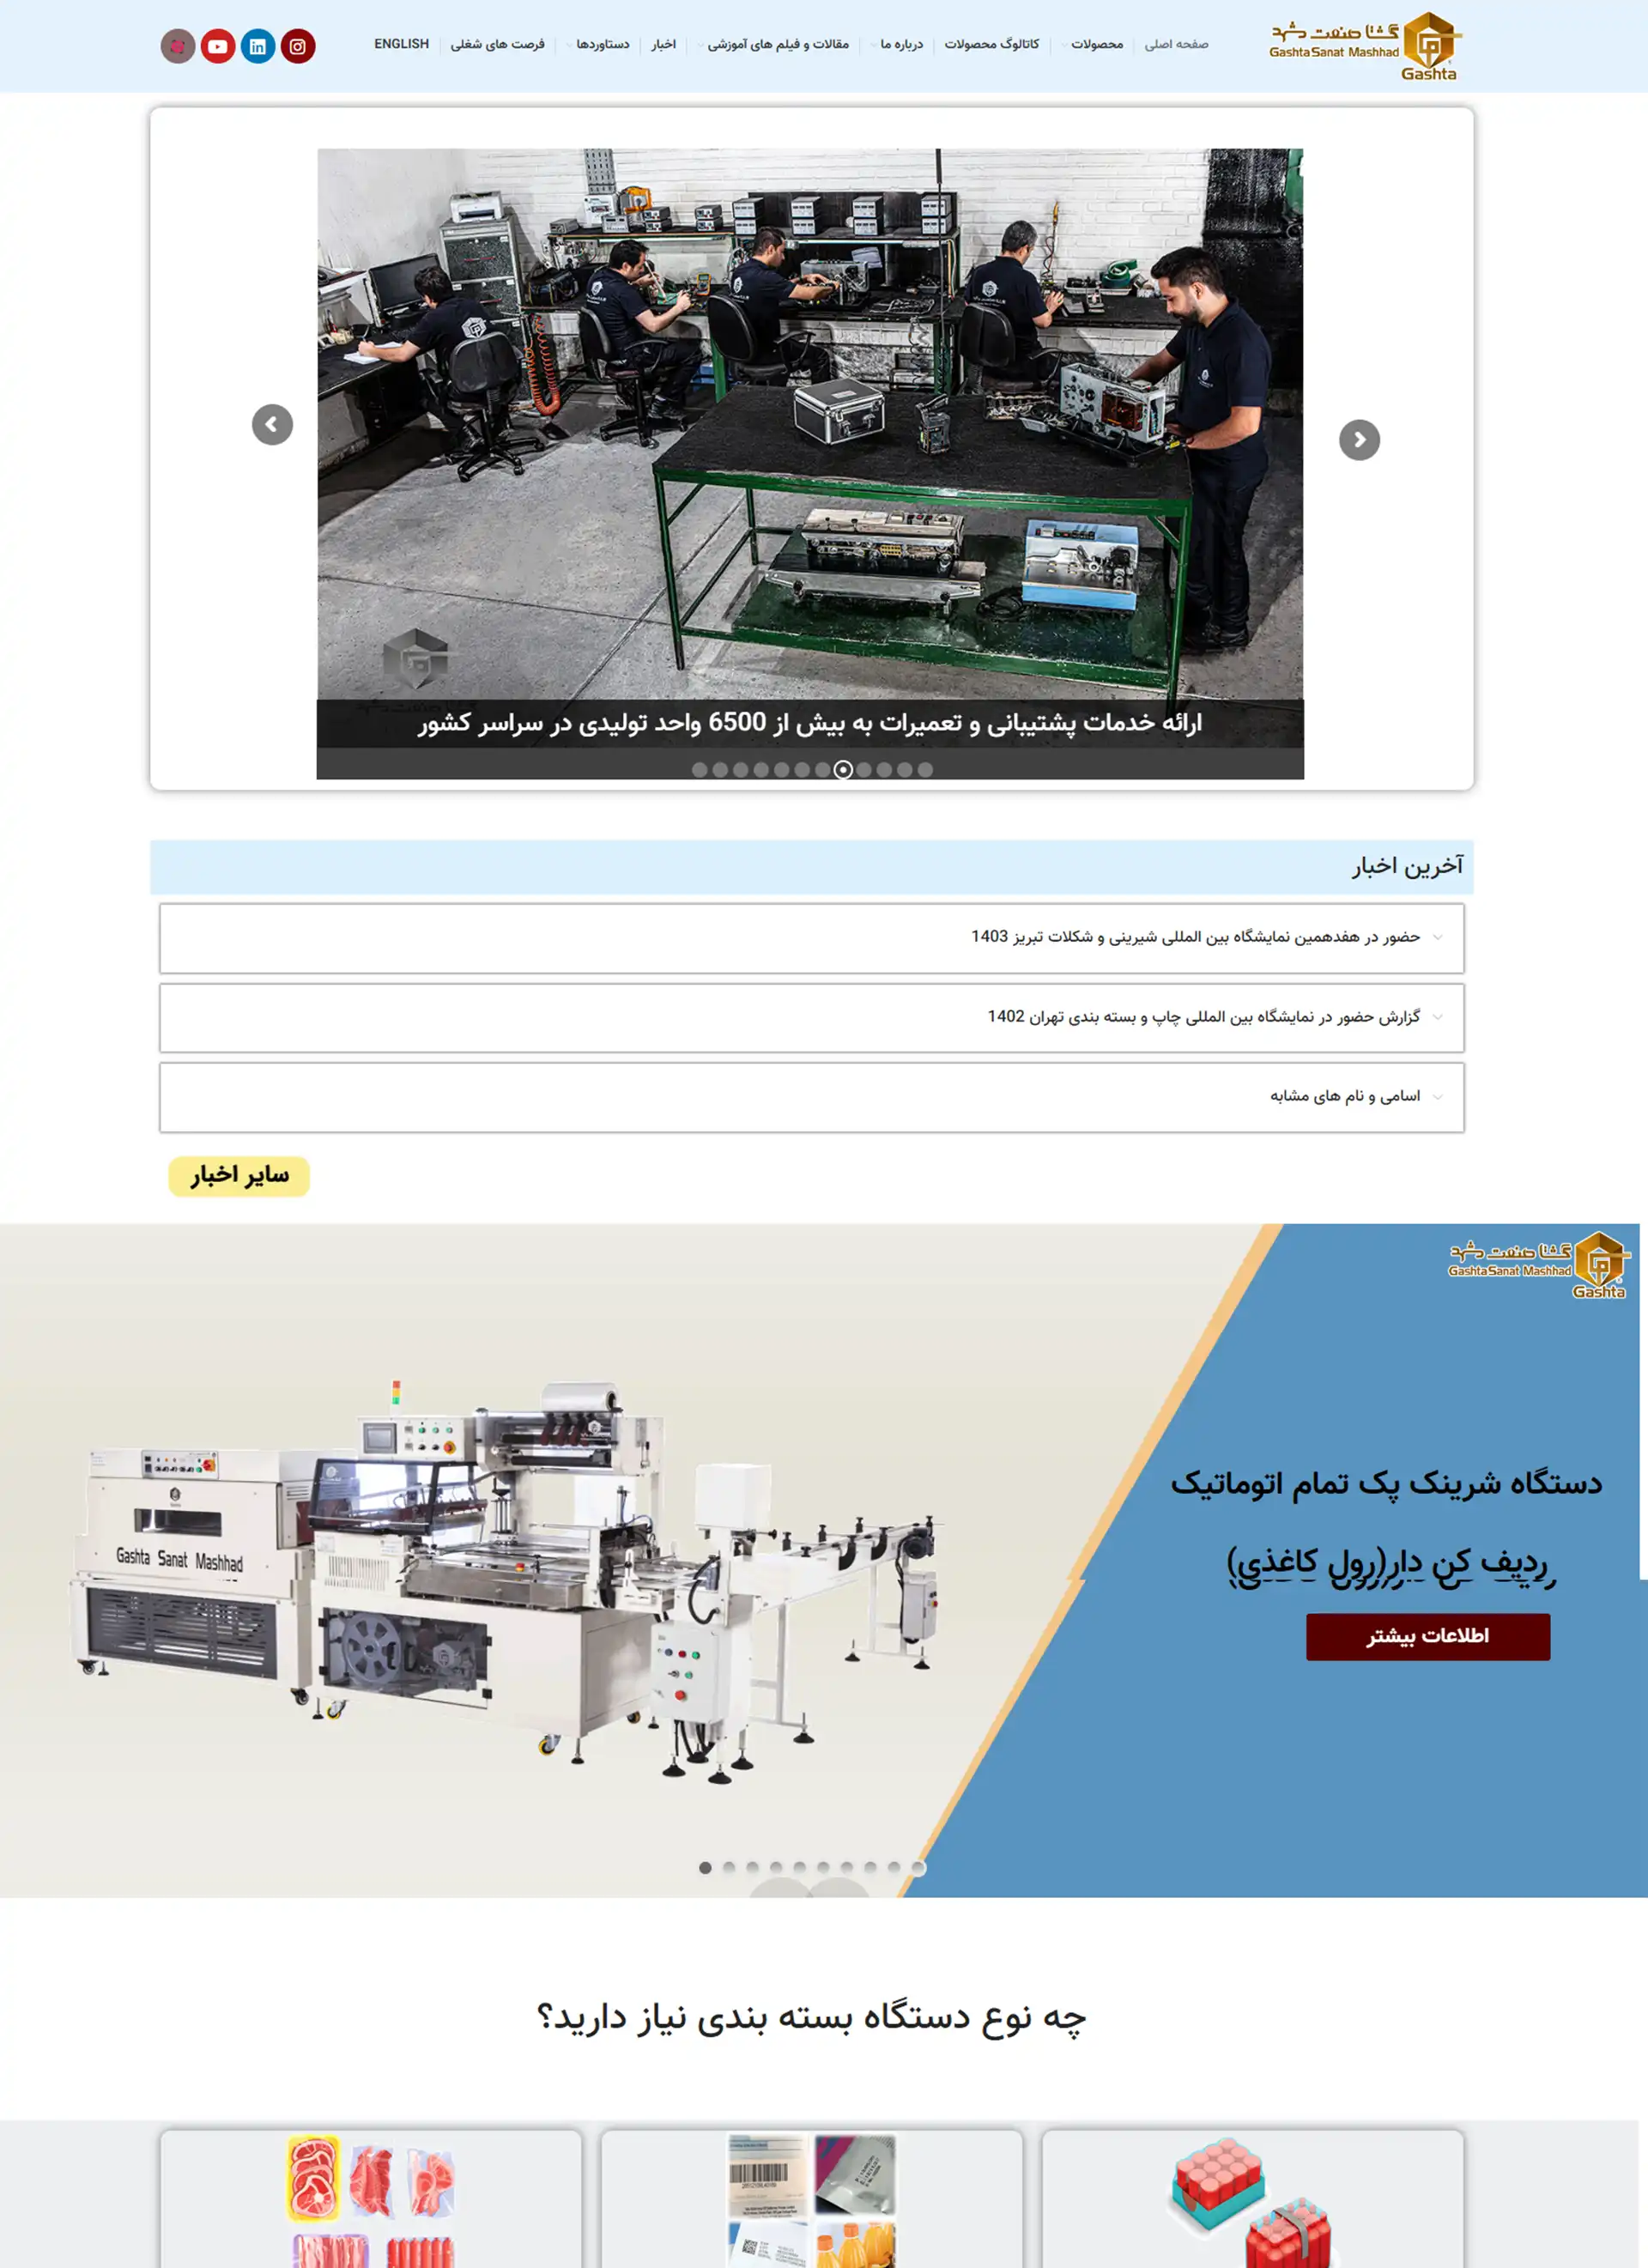 گشتا صنعت مشهد
Gashta Sanat Mashhad
Gashta
صفحه اصلی
محصولات
کاتالوگ محصولات
درباره ما
مقالات و فیلم های آموزشی
اخبار
دستاوردها
فرصت های شغلی
ENGLISH
ارائه خدمات پشتیبانی و تعمیرات به بیش از 6500 واحد تولیدی در سراسر کشور
آخرین اخبار
حضور در هفدهمین نمایشگاه بین المللی شیرینی و شکلات تبریز 1403
گزارش حضور در نمایشگاه بین المللی چاپ و بسته بندی تهران 1402
اسامی و نام های مشابه
سایر اخبار
گشتا صنعت مشهد
Gashta Sanat Mashhad
Gashta
دستگاه شرینک پک تمام اتوماتیک
ردیف کن دار(رول کاغذی)
اطلاعات بیشتر
Gashta Sanat Mashhad
چه نوع دستگاه بسته بندی نیاز دارید؟